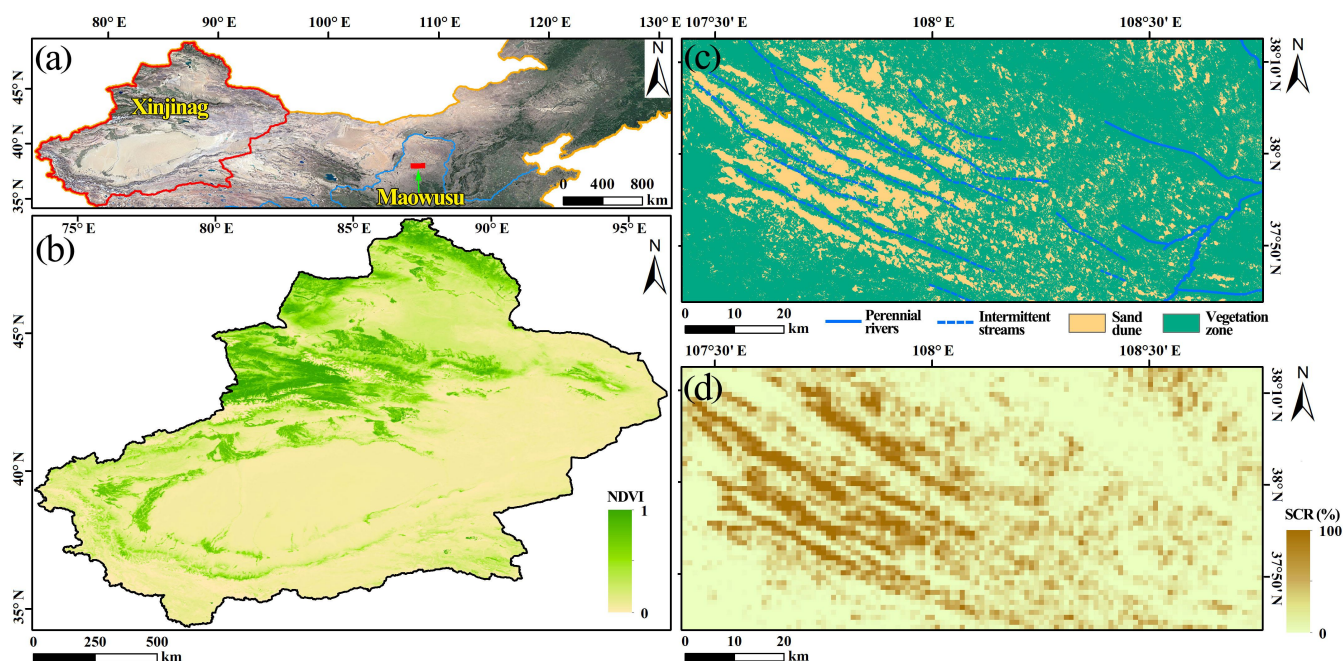 80° E
90° E
100° E
110° E
120° E
130° E
(a)
N
45° N
40° N
35° N
Xinjinag
Maowusu
0 400 800
km
75° E
80° E
85° E
90° E
95° E
(b)
N
45° N
40° N
35° N
NDVI
1
0
0 250 500
km
107°30' E
108° E
108°30' E
(c)
N
38°10' N
38° N
37°50' N
0 10 20
km
Perennial
rivers
Intermittent
streams
Sand
dune
Vegetation
zone
107°30' E
108° E
108°30' E
(d)
N
38°10' N
38° N
37°50' N
SCR (%)
100
0
0 10 20
km